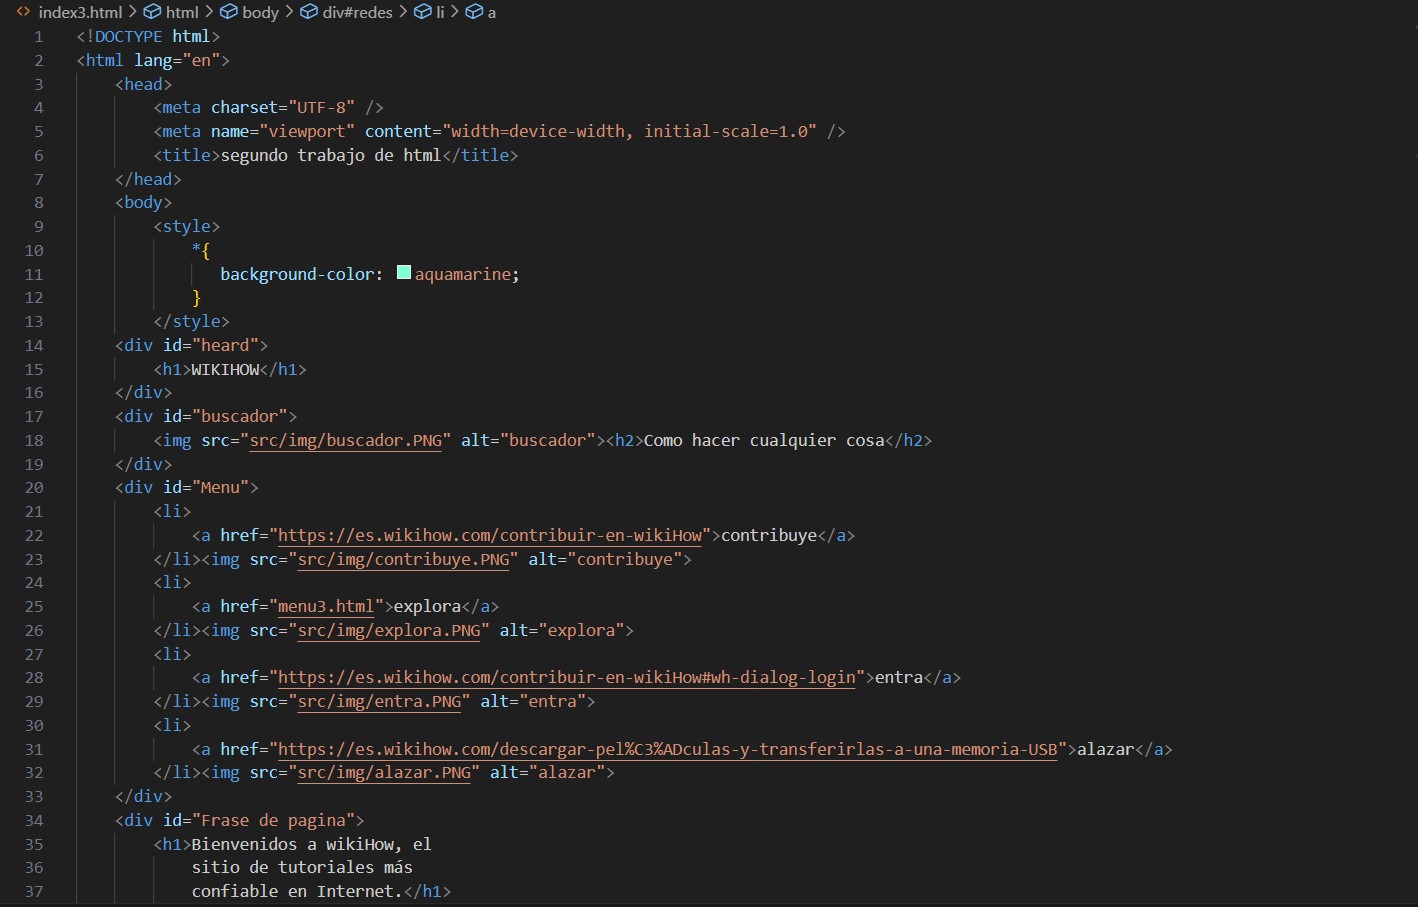 index3.html > html > body > div#redes > li > a
1 <!DOCTYPE html>
2 <html lang="en">
3 <head>
4 <meta charset="UTF-8" />
5 <meta name="viewport" content="width=device-width, initial-scale=1.0" />
6 <title>segundo trabajo de html</title>
7 </head>
8 <body>
9 <style>
10 *{
11 background-color: aquamarine;
12 }
13 </style>
14 <div id="heard">
15 <h1>WIKIHOW</h1>
16 </div>
17 <div id="buscador">
18 <img src="src/img/buscador.PNG" alt="buscador"><h2>Como hacer cualquier cosa</h2>
19 </div>
20 <div id="Menu">
21 <li>
22 <a href="https://es.wikihow.com/contribuir-en-wikiHow">contribuye</a>
23 </li><img src="src/img/contribuye.PNG" alt="contribuye">
24 <li>
25 <a href="menu3.html">explora</a>
26 </li><img src="src/img/explora.PNG" alt="explora">
27 <li>
28 <a href="https://es.wikihow.com/contribuir-en-wikiHow#wh-dialog-login">entra</a>
29 </li><img src="src/img/entra.PNG" alt="entra">
30 <li>
31 <a href="https://es.wikihow.com/descargar-pel%C3%ADculas-y-transferirlas-a-una-memoria-USB">alazar</a>
32 </li><img src="src/img/alazar.PNG" alt="alazar">
33 </div>
34 <div id="Frase de pagina">
35 <h1>Bienvenidos a wikiHow, el
36 sitio de tutoriales más
37 confiable en Internet.</h1>